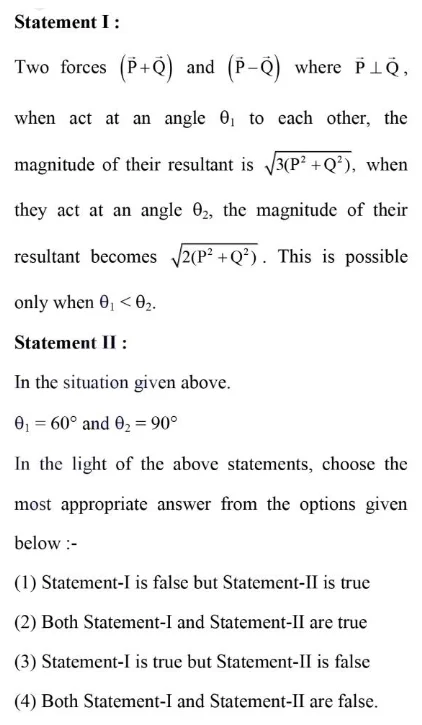 Statement I :
Two forces (P⃗+Q⃗) and (P⃗−Q⃗) where P⃗⊥Q⃗,
when act at an angle θ₁ to each other, the
magnitude of their resultant is √3(P²+Q²), when
they act at an angle θ₂, the magnitude of their
resultant becomes √2(P²+Q²). This is possible
only when θ₁ < θ₂.
Statement II :
In the situation given above.
θ₁ = 60° and θ₂ = 90°
In the light of the above statements, choose the
most appropriate answer from the options given
below :-
(1) Statement-I is false but Statement-II is true
(2) Both Statement-I and Statement-II are true
(3) Statement-I is true but Statement-II is false
(4) Both Statement-I and Statement-II are false.